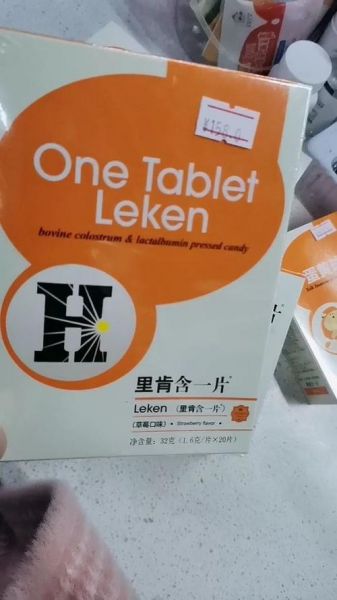 ¥158.0
One Tablet
Leken
bovine colostrum & lactalbumin pressed candy
H
里肯含一片
Leken（里肯含一片）
（草莓口味） • Strawberry flavor •
净含量：32克（1.6克/片×20片）
片